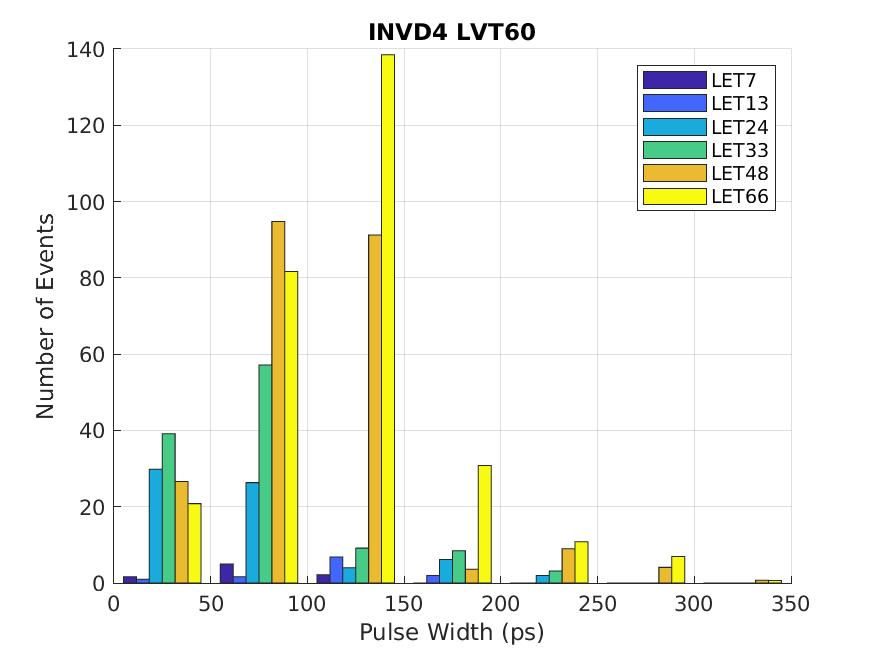 INVD4 LVT60
140
120
100
80
60
40
20
0
Number of Events
0 50 100 150 200 250 300 350
Pulse Width (ps)
LET7
LET13
LET24
LET33
LET48
LET66